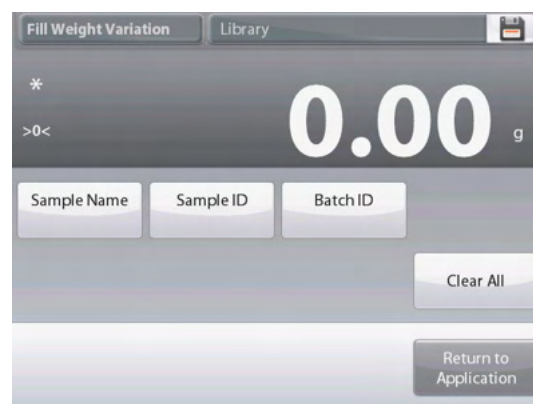 Fill Weight Variation Library
*
>0<
0.00 g
Sample Name Sample ID Batch ID
Clear All
Return to
Application